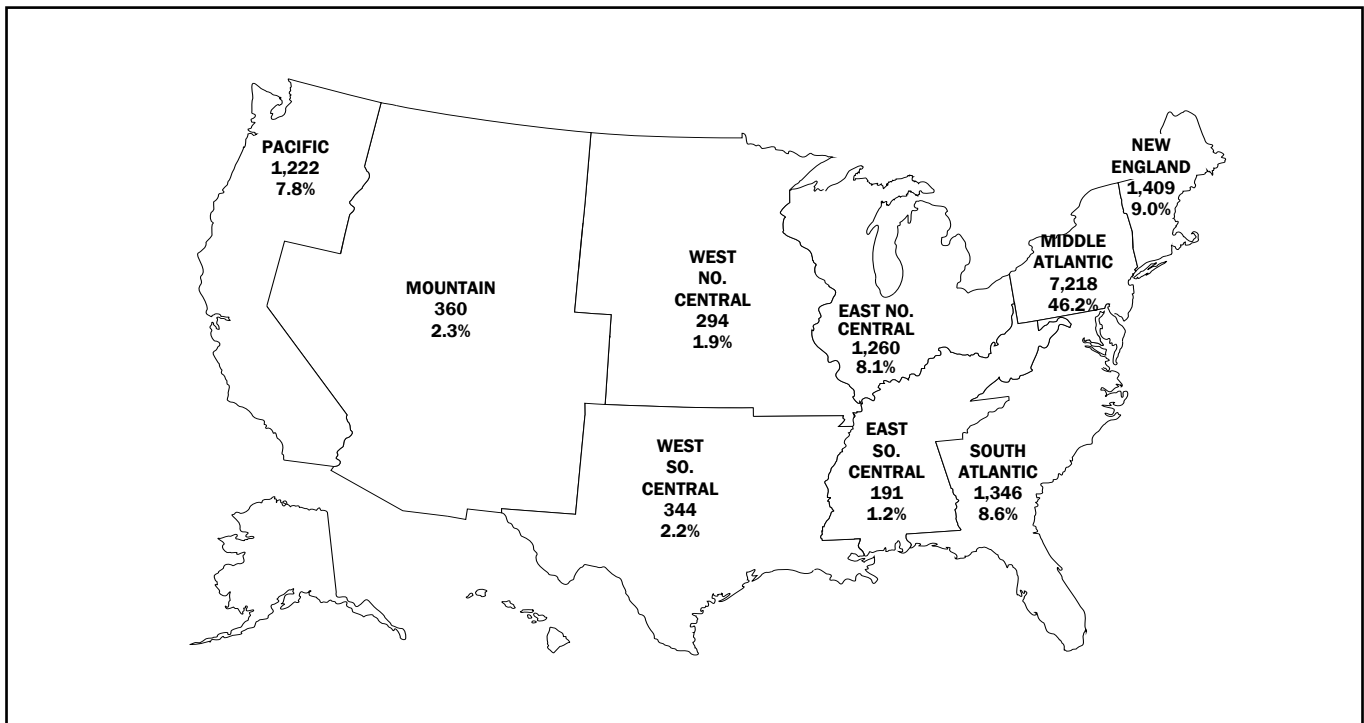 PACIFIC
1,222
7.8%
MOUNTAIN
360
2.3%
WEST
NO.
CENTRAL
294
1.9%
WEST
SO.
CENTRAL
344
2.2%
EAST NO.
CENTRAL
1,260
8.1%
EAST
SO.
CENTRAL
191
1.2%
SOUTH
ATLANTIC
1,346
8.6%
MIDDLE
ATLANTIC
7,218
46.2%
NEW
ENGLAND
1,409
9.0%